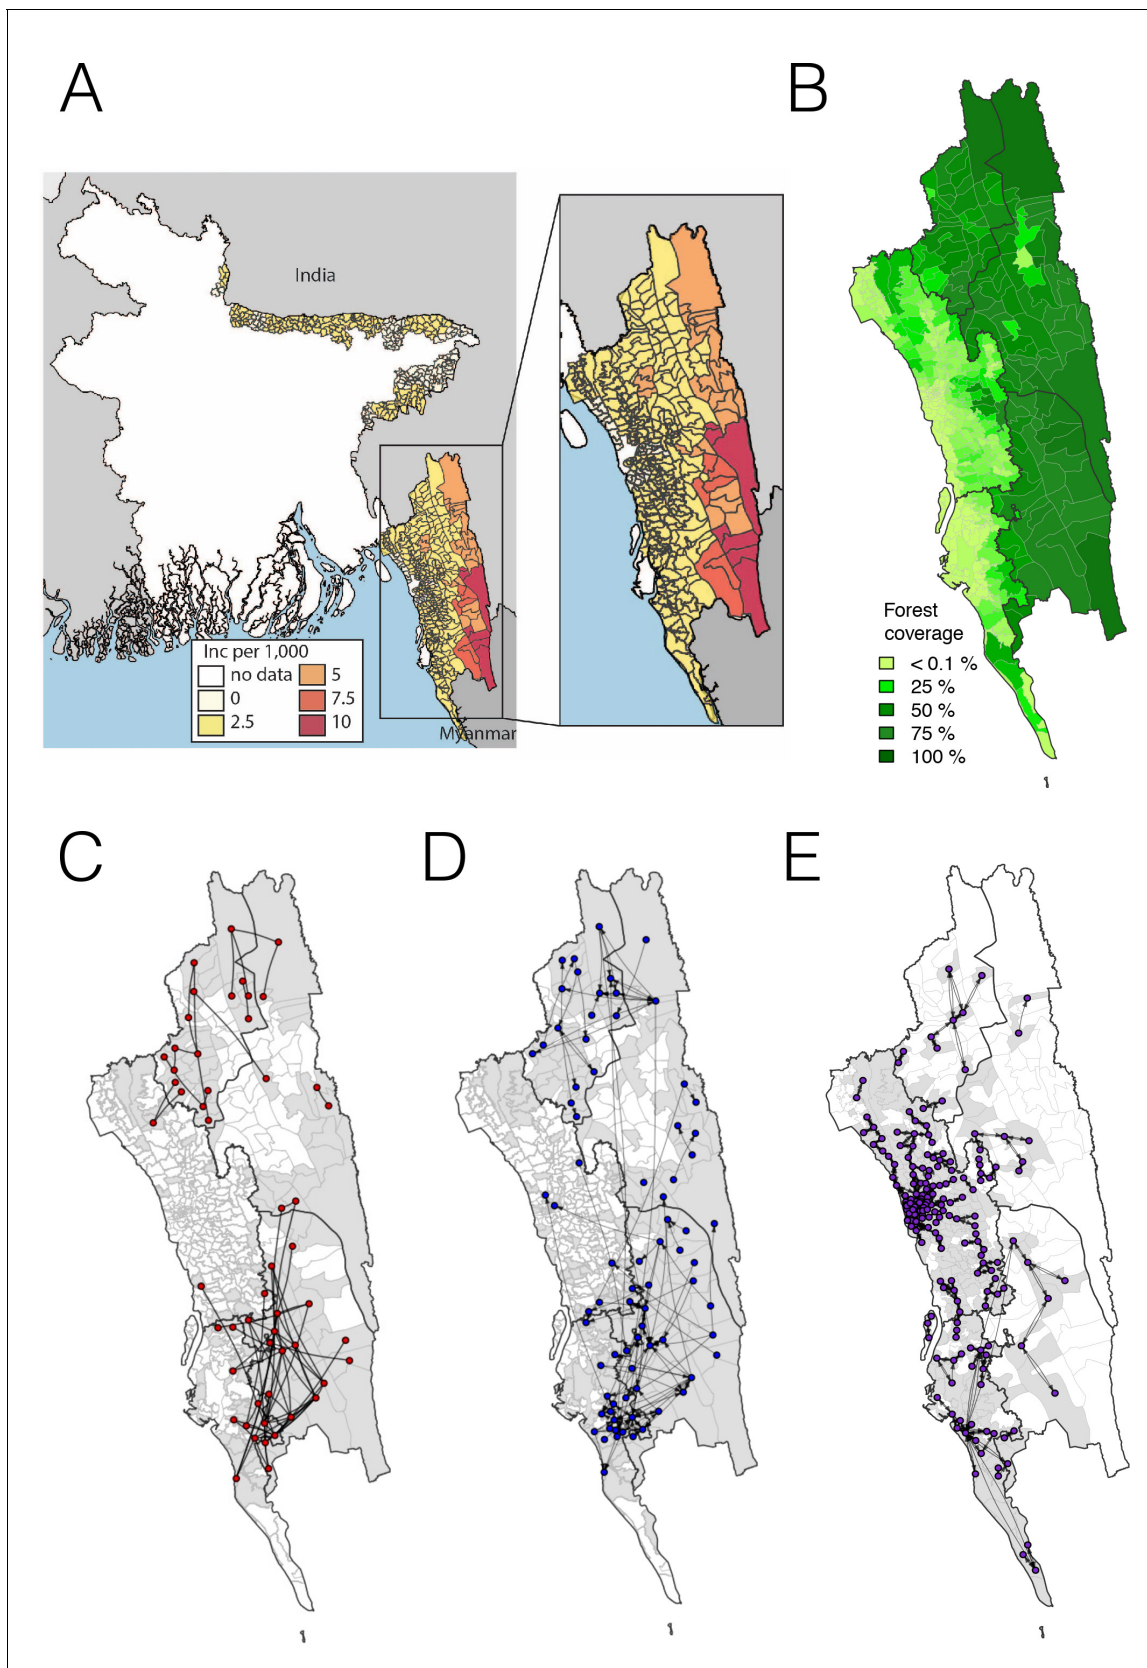 A
B
India
Inc per 1,000
no data
0
2.5
5
7.5
10
Myanmar
Forest
coverage
< 0.1 %
25 %
50 %
75 %
100 %
C
D
E